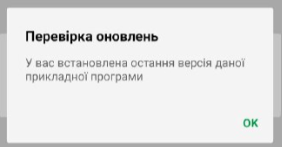 Перевірка оновлень
У вас встановлена остання версія даної
прикладної програми
OK